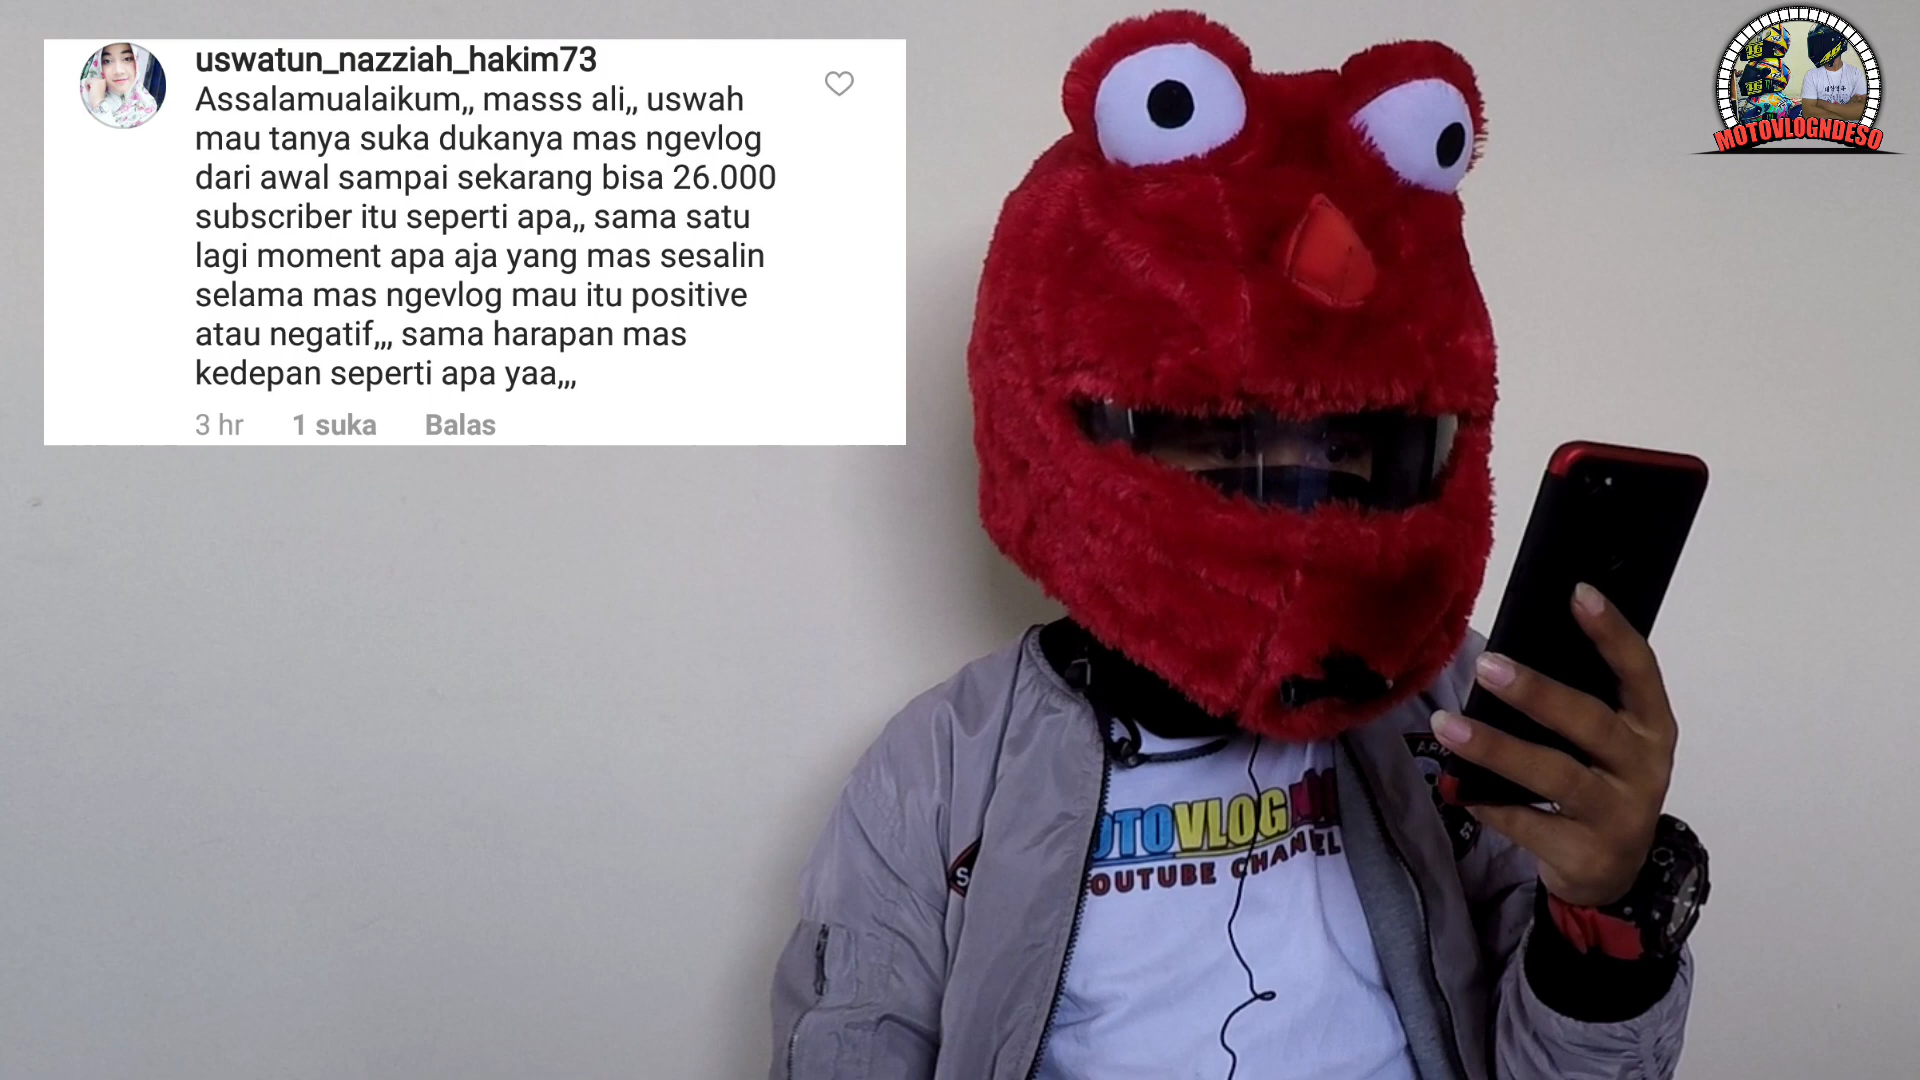 uswatun_nazziah_hakim73
Assalamualaikum,, masss ali,, uswah
mau tanya suka dukanya mas ngevlog
dari awal sampai sekarang bisa 26.000
subscriber itu seperti apa,, sama satu
lagi moment apa aja yang mas sesalin
selama mas ngevlog mau itu positive
atau negatif,,, sama harapan mas
kedepan seperti apa yaa,,,
3 hr 1 suka Balas
MOTOVLOGNDESO
OTOVLOG
OUTUBE CHANNEL